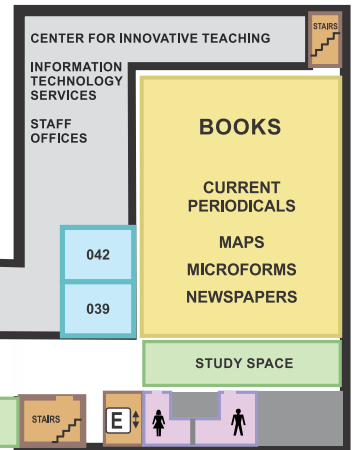 STAIRS
CENTER FOR INNOVATIVE TEACHING
INFORMATION
TECHNOLOGY
SERVICES
STAFF
OFFICES
BOOKS
CURRENT
PERIODICALS
MAPS
MICROFORMS
NEWSPAPERS
042
039
STUDY SPACE
STAIRS
E